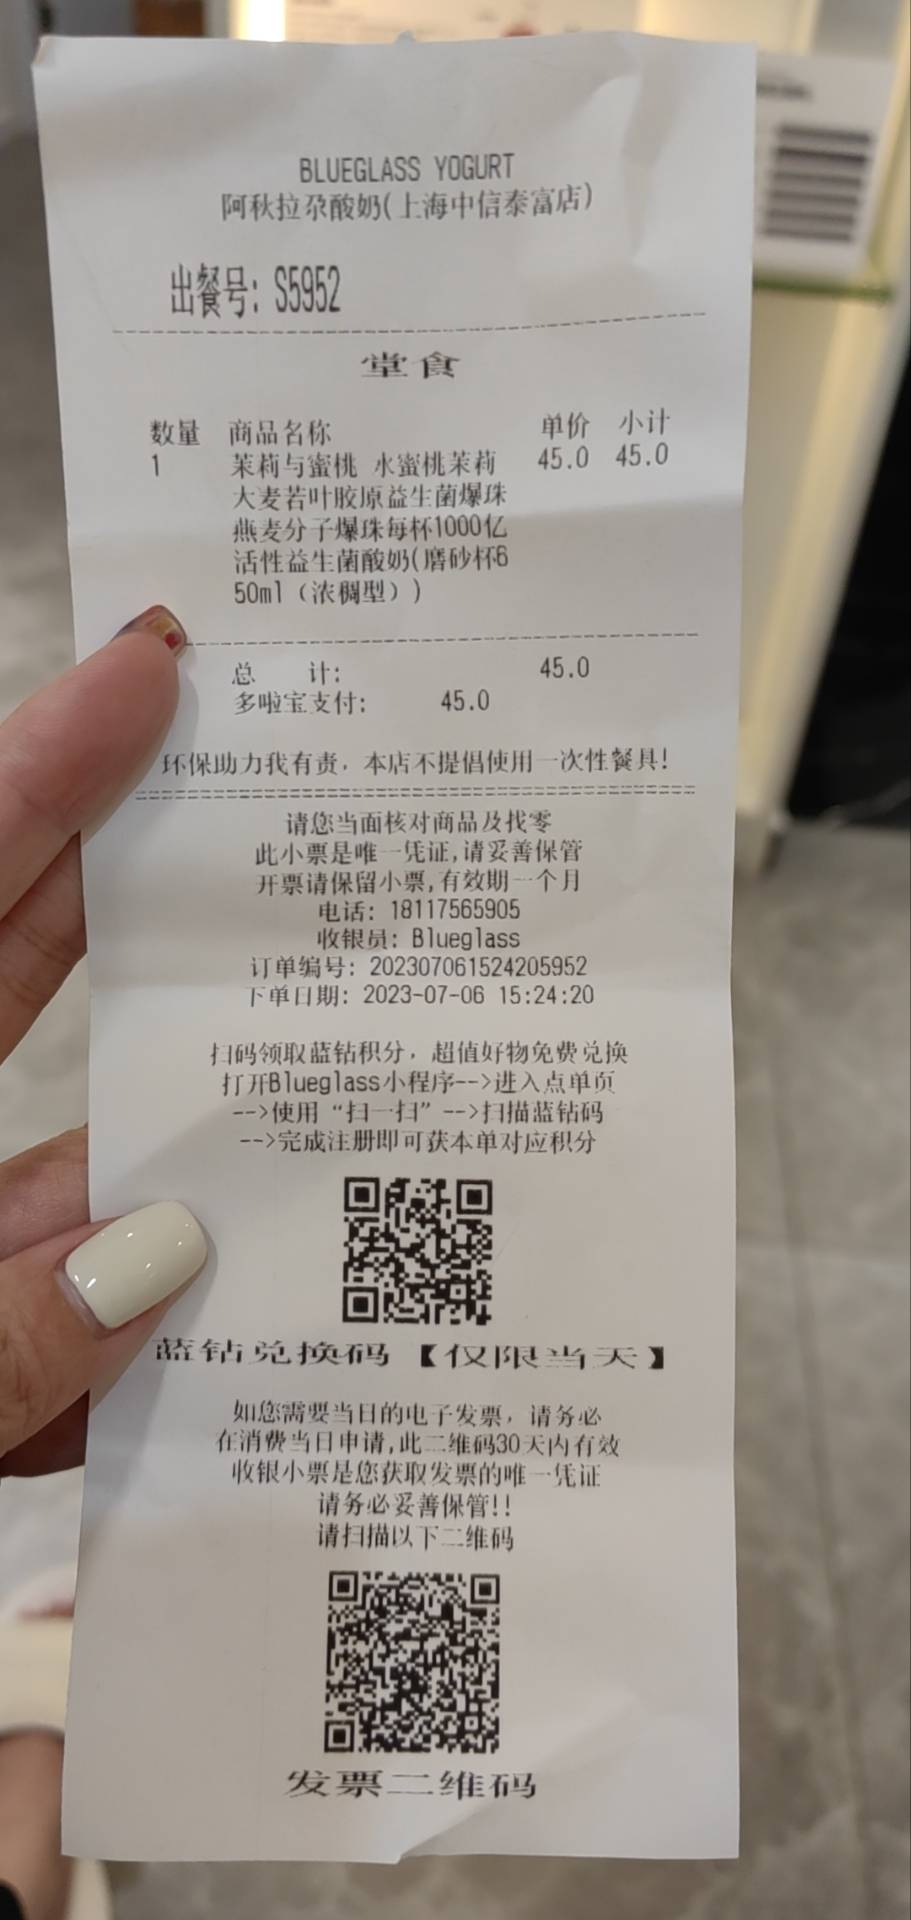 BLUEGLASS YOGURT
阿秋拉尕酸奶(上海中信泰富店)
出餐号: S5952
堂食
数量 商品名称 单价 小计
1 茉莉与蜜桃 水蜜桃茉莉 45.0 45.0
大麦若叶胶原益生菌爆珠
燕麦分子爆珠每杯1000亿
活性益生菌酸奶(磨砂杯6
50ml（浓稠型）)
总 计: 45.0
多啦宝支付: 45.0
环保助力我有责，本店不提倡使用一次性餐具!
请您当面核对商品及找零
此小票是唯一凭证,请妥善保管
开票请保留小票,有效期一个月
电话: 18117565905
收银员: Blueglass
订单编号: 202307061524205952
下单日期: 2023-07-06 15:24:20
扫码领取蓝钻积分，超值好物免费兑换
打开Blueglass小程序-->进入点单页
-->使用“扫一扫”-->扫描蓝钻码
-->完成注册即可获本单对应积分
蓝钻兑换码【仅限当天】
如您需要当日的电子发票，请务必
在消费当日申请,此二维码30天内有效
收银小票是您获取发票的唯一凭证
请务必妥善保管!!
请扫描以下二维码
发票二维码